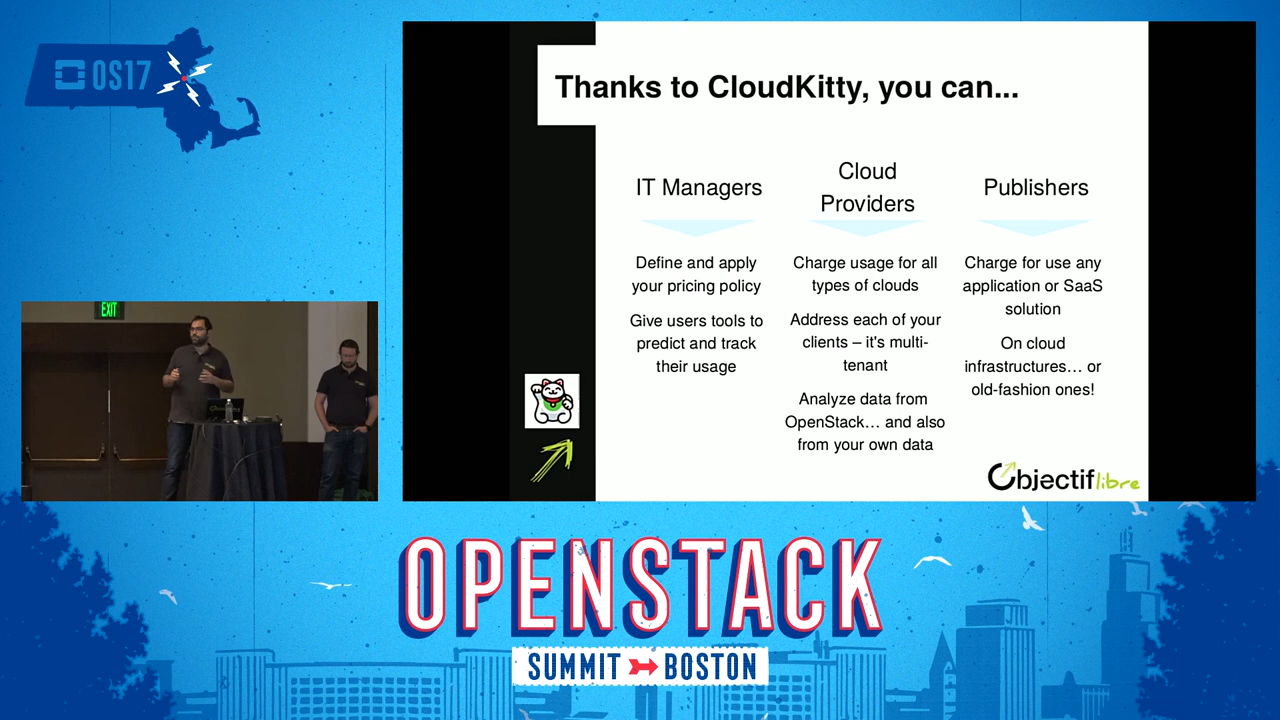 OS17
Thanks to CloudKitty, you can...
IT Managers
Define and apply
your pricing policy
Give users tools to
predict and track
their usage
Cloud
Providers
Charge usage for all
types of clouds
Address each of your
clients – it's multi-
tenant
Analyze data from
OpenStack... and also
from your own data
Publishers
Charge for use any
application or SaaS
solution
On cloud
infrastructures... or
old-fashion ones!
Objectif libre
EXIT
OPENSTACK
SUMMIT BOSTON